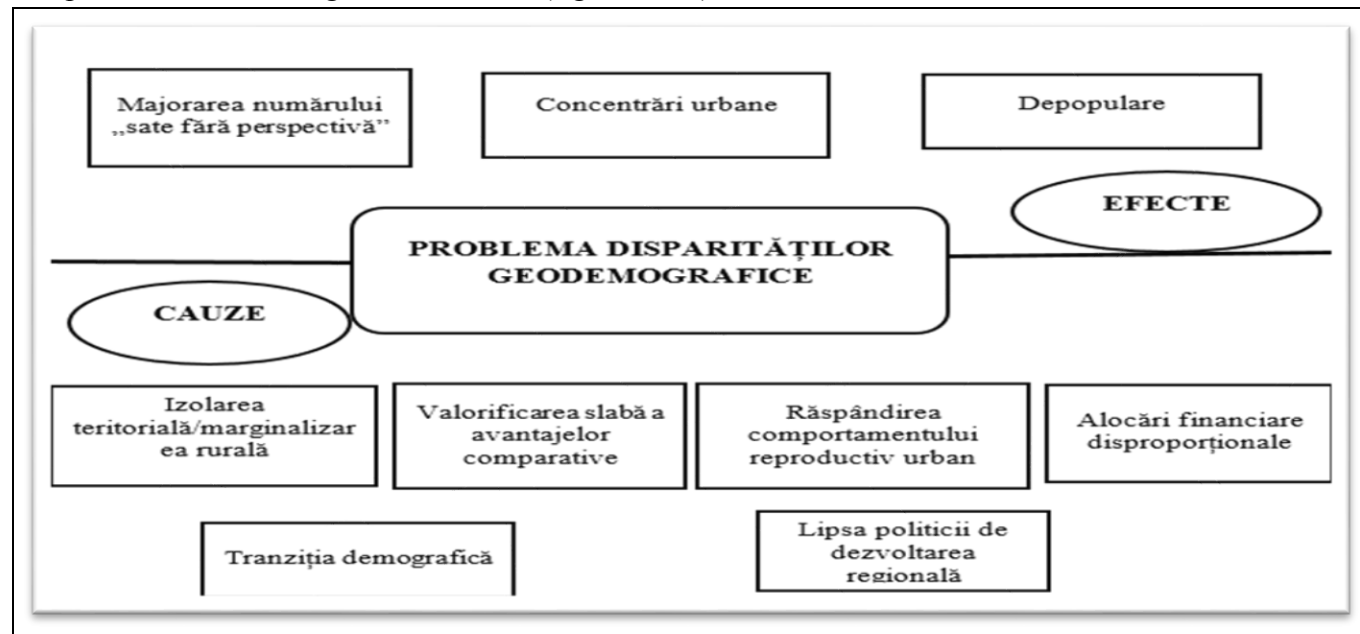 Majorarea numărului
„sate fără perspectivă”
Concentrări urbane
Depopulare
EFECTE
PROBLEMA DISPARITĂȚILOR
GEODEMOGRAFICE
CAUZE
Izolarea
teritorială/marginalizar
ea rurală
Valorificarea slabă a
avantajelor
comparative
Răspândirea
comportamentului
reproductiv urban
Alocări financiare
disproporționale
Tranziția demografică
Lipsa politicii de
dezvoltarea
regională